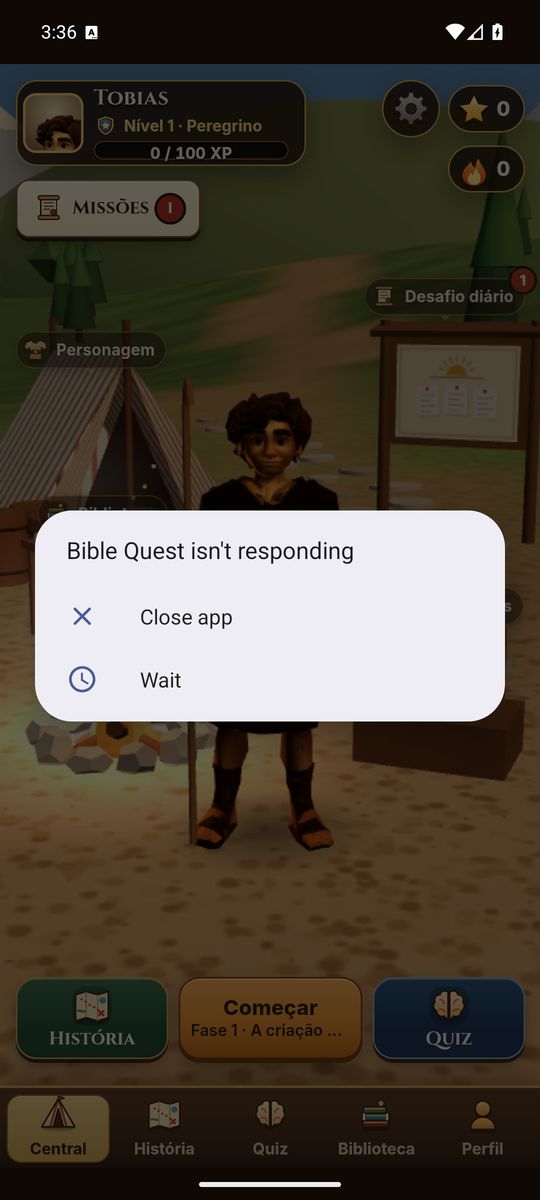 3:36 A
TOBIAS
Nível 1 · Peregrino
0 / 100 XP
0
0
MISSÕES 1
1
Desafio diário
Personagem
Bible Quest isn't responding
Close app
Wait
HISTÓRIA
Começar
Fase 1 · A criação ...
QUIZ
Central
História
Quiz
Biblioteca
Perfil